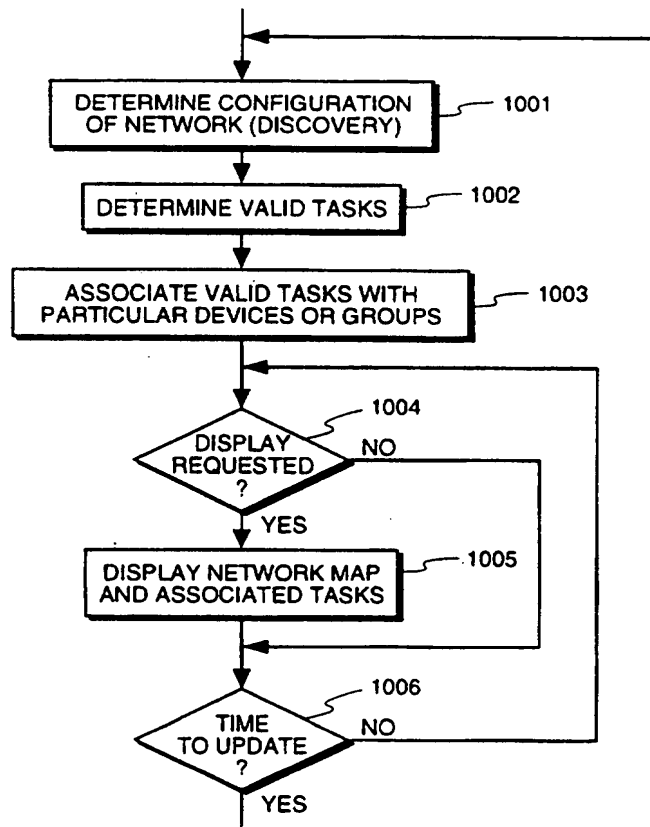 DETERMINE CONFIGURATION
OF NETWORK (DISCOVERY)
1001
DETERMINE VALID TASKS
1002
ASSOCIATE VALID TASKS WITH
PARTICULAR DEVICES OR GROUPS
1003
1004
DISPLAY
REQUESTED
?
NO
YES
DISPLAY NETWORK MAP
AND ASSOCIATED TASKS
1005
1006
TIME
TO UPDATE
?
NO
YES